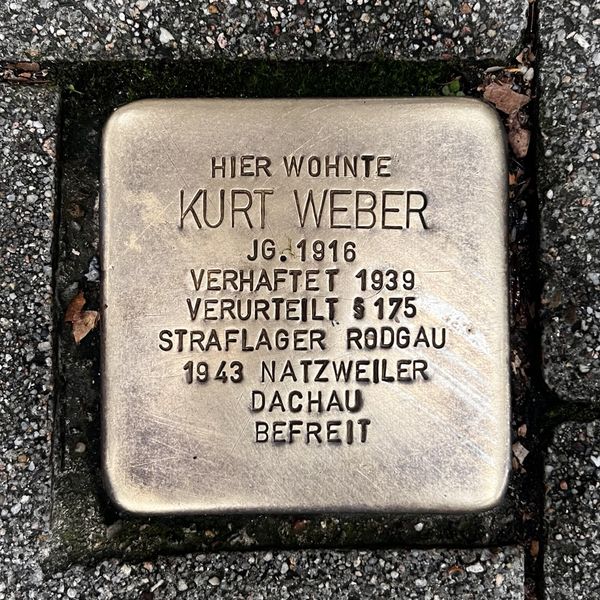 HIER WOHNTE
KURT WEBER
JG. 1916
VERHAFTET 1939
VERURTEILT § 175
STRAFLAGER RODGAU
1943 NATZWEILER
DACHAU
BEFREIT